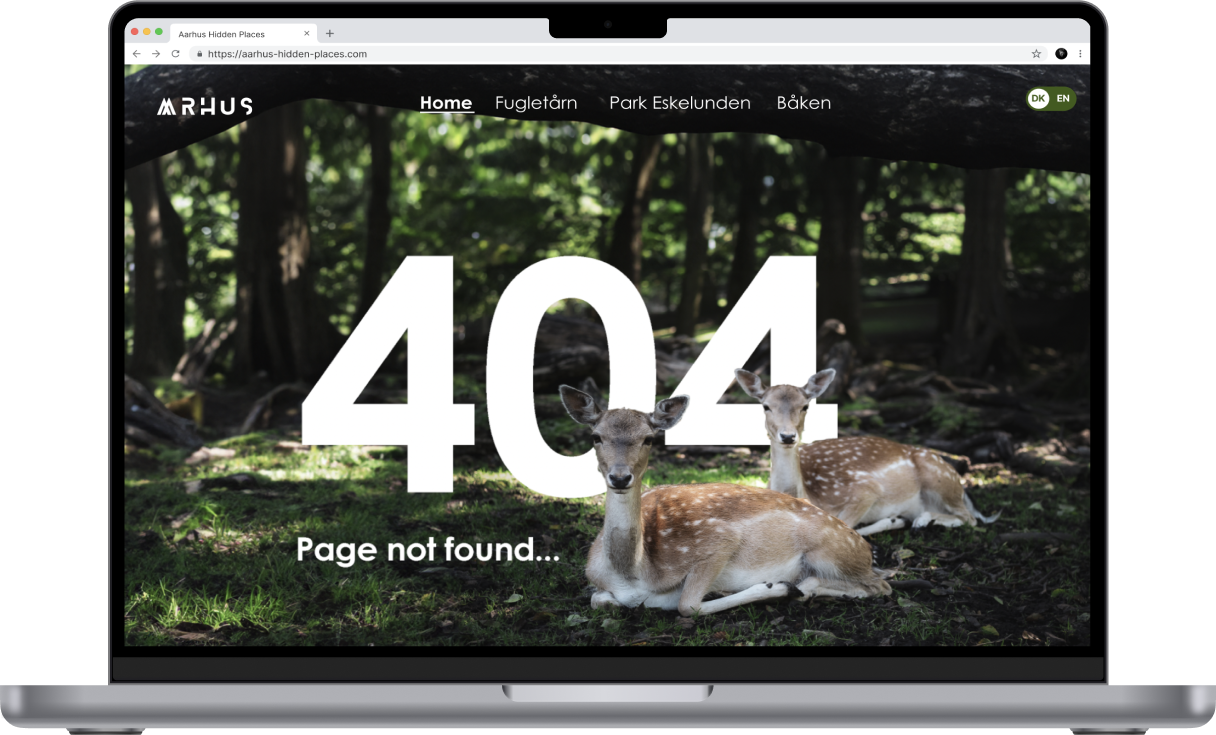 Aarhus Hidden Places
https://aarhus-hidden-places.com
ARHUS
Home Fugletårn Park Eskelunden Båken
DK EN
404
Page not found...